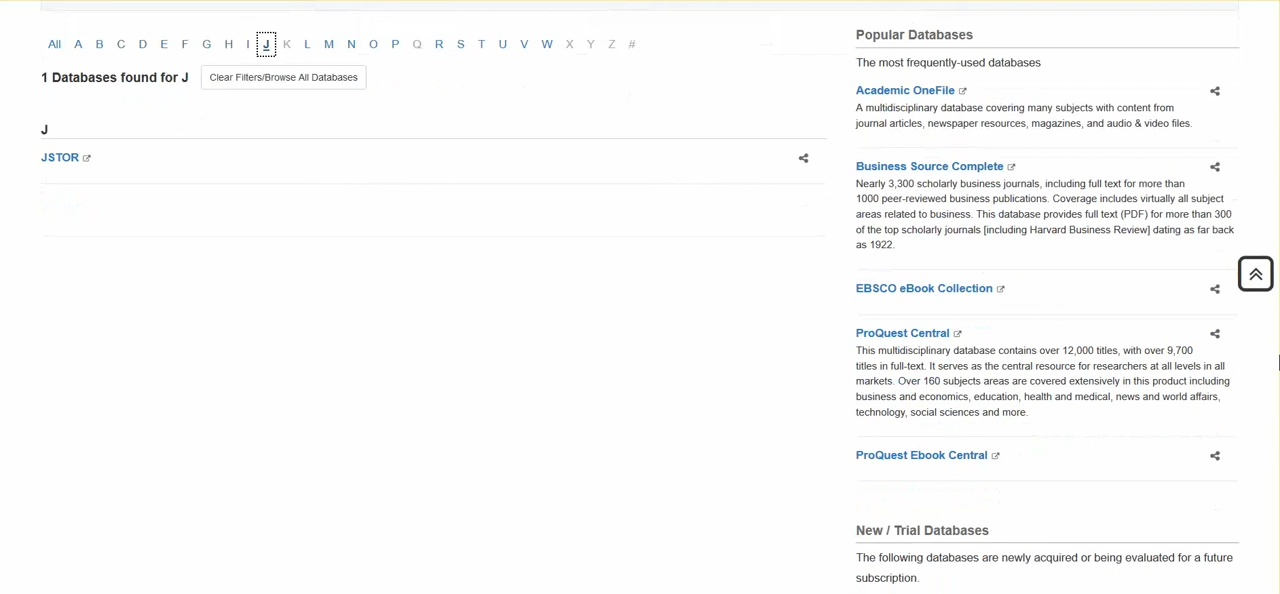 All A B C D E F G H I J K L M N O P Q R S T U V W X Y Z #
1 Databases found for J Clear Filters/Browse All Databases
J
JSTOR
Popular Databases
The most frequently-used databases
Academic OneFile
A multidisciplinary database covering many subjects with content from
journal articles, newspaper resources, magazines, and audio & video files.
Business Source Complete
Nearly 3,300 scholarly business journals, including full text for more than
1000 peer-reviewed business publications. Coverage includes virtually all subject
areas related to business. This database provides full text (PDF) for more than 300
of the top scholarly journals [including Harvard Business Review] dating as far back
as 1922.
EBSCO eBook Collection
ProQuest Central
This multidisciplinary database contains over 12,000 titles, with over 9,700
titles in full-text. It serves as the central resource for researchers at all levels in all
markets. Over 160 subjects areas are covered extensively in this product including
business and economics, education, health and medical, news and world affairs,
technology, social sciences and more.
ProQuest Ebook Central
New / Trial Databases
The following databases are newly acquired or being evaluated for a future
subscription.